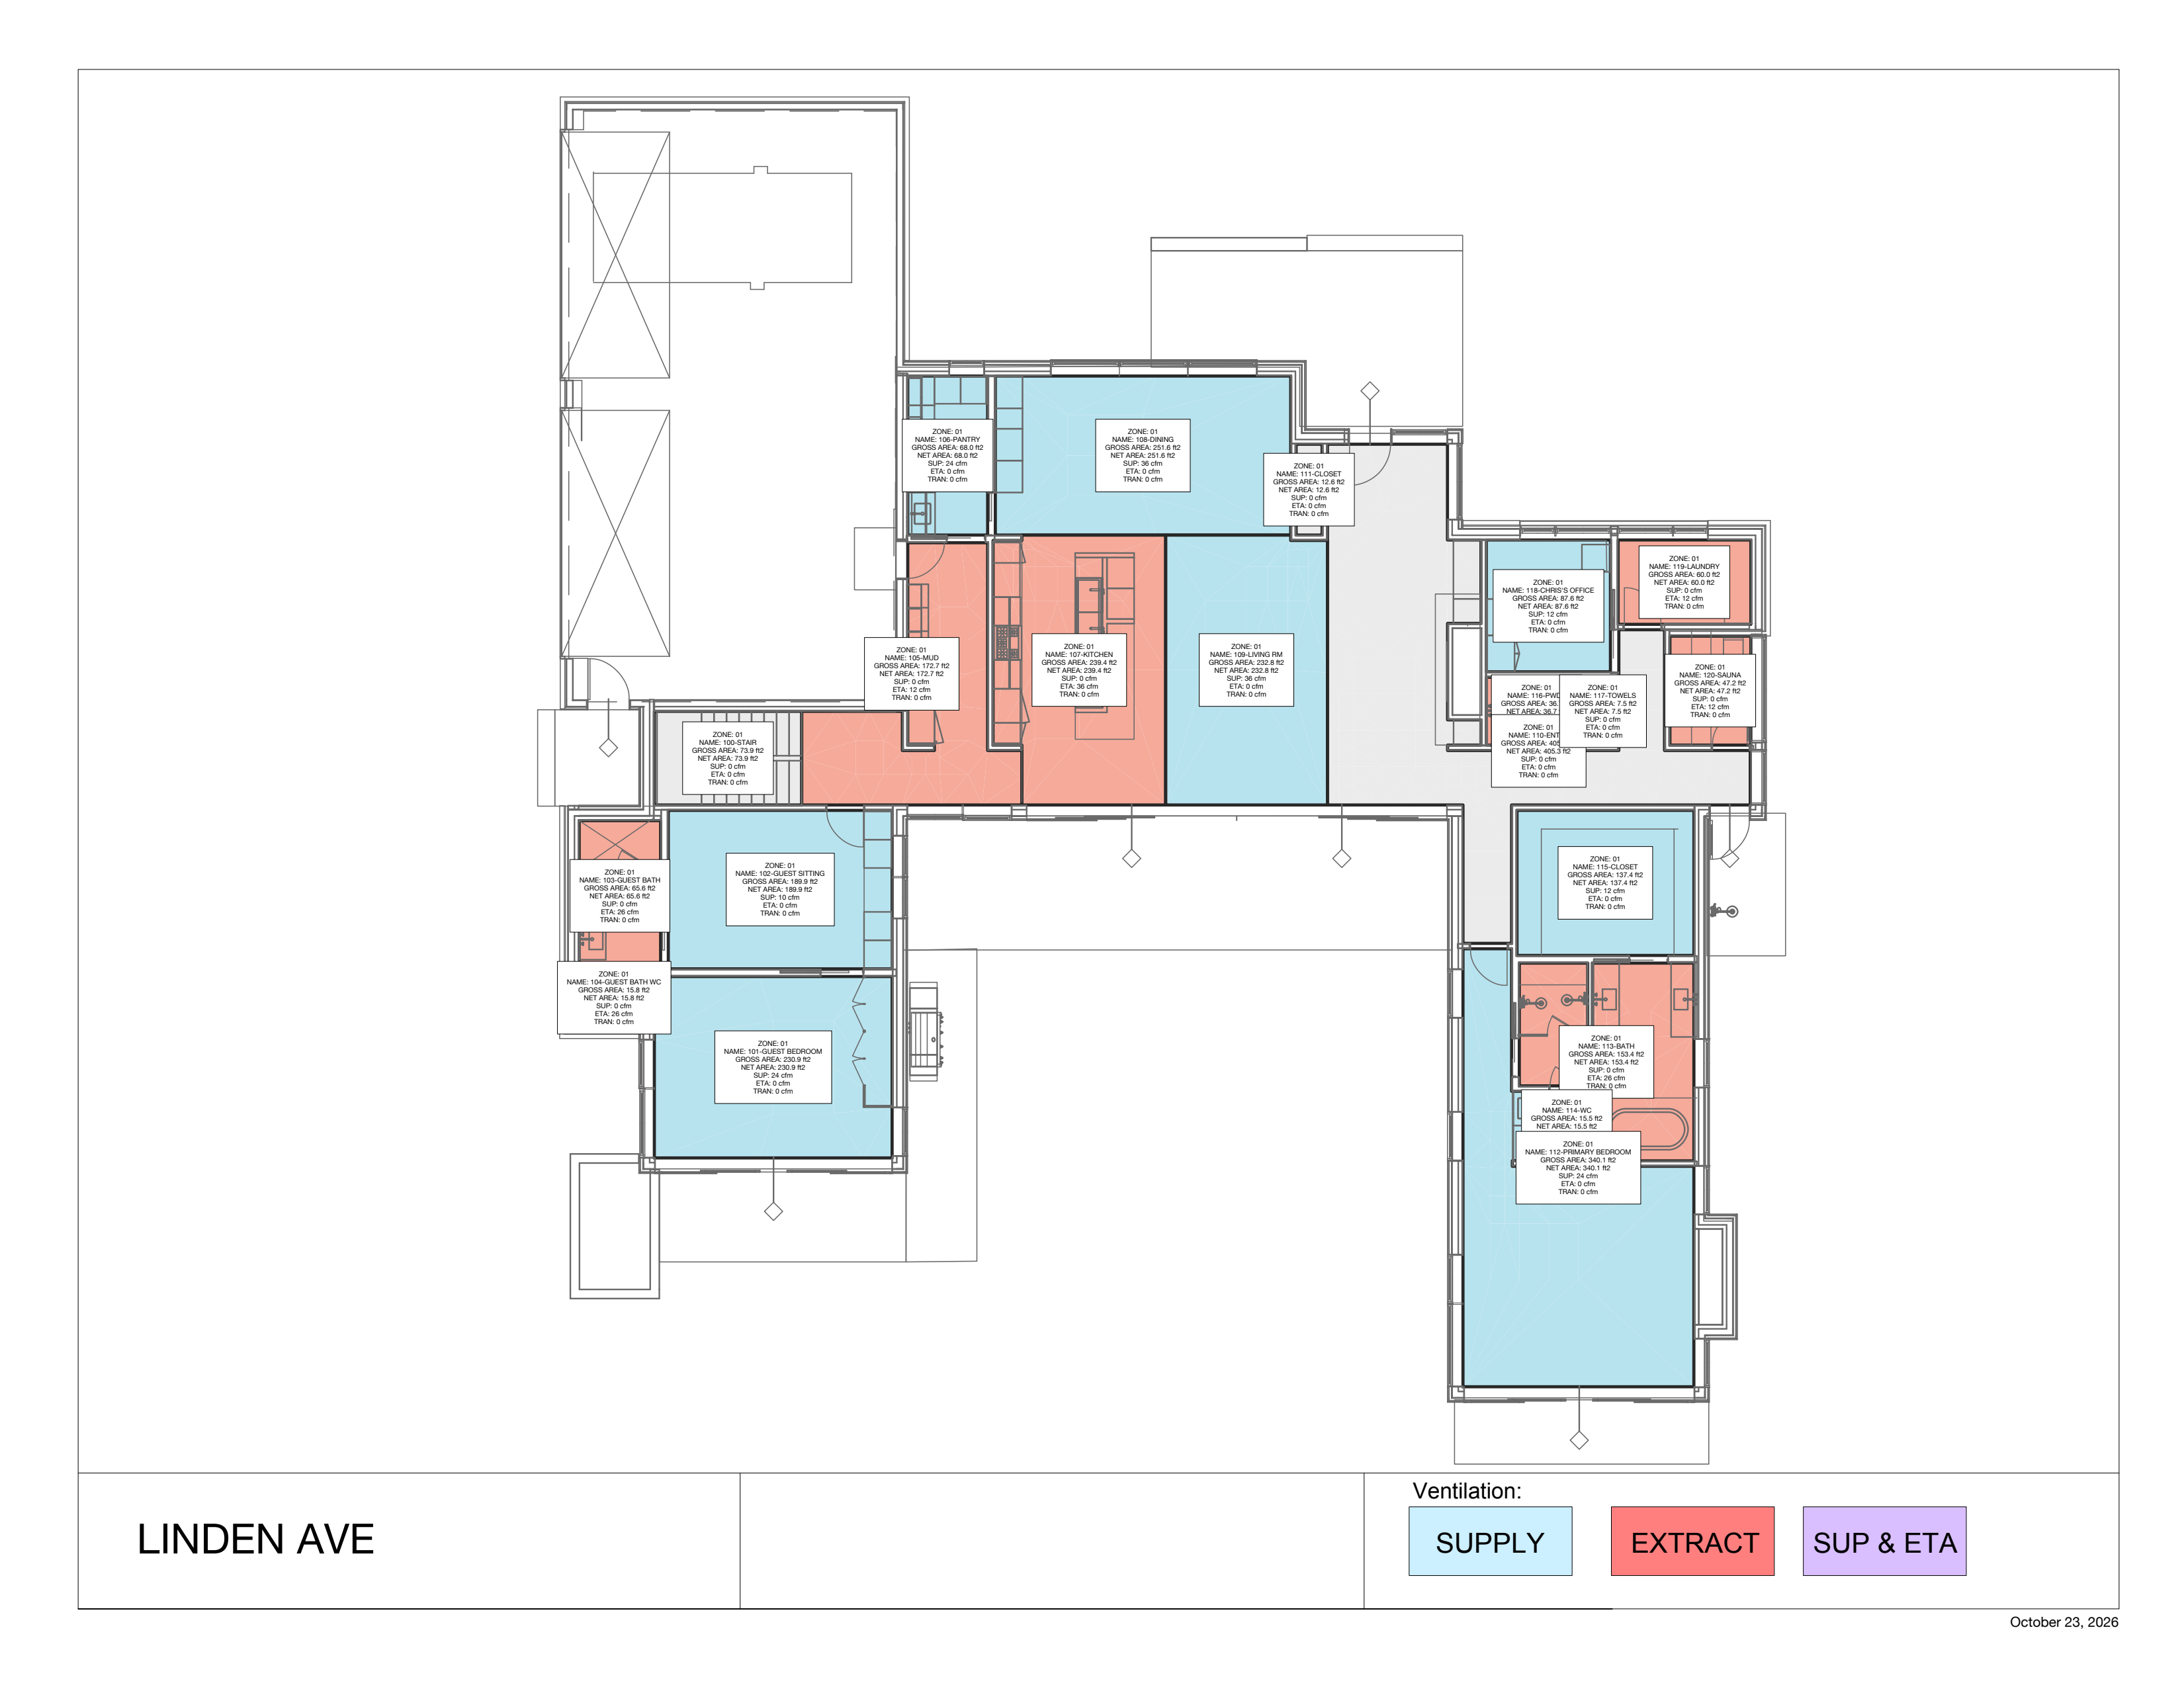 ZONE: 01
NAME: 106-PANTRY
GROSS AREA: 68.0 ft2
NET AREA: 68.0 ft2
SUP: 24 cfm
ETA: 0 cfm
TRAN: 0 cfm
ZONE: 01
NAME: 108-DINING
GROSS AREA: 251.6 ft2
NET AREA: 251.6 ft2
SUP: 36 cfm
ETA: 0 cfm
TRAN: 0 cfm
ZONE: 01
NAME: 111-CLOSET
GROSS AREA: 12.6 ft2
NET AREA: 12.6 ft2
SUP: 0 cfm
ETA: 0 cfm
TRAN: 0 cfm
ZONE: 01
NAME: 118-CHRIS'S OFFICE
GROSS AREA: 87.6 ft2
NET AREA: 87.6 ft2
SUP: 12 cfm
ETA: 0 cfm
TRAN: 0 cfm
ZONE: 01
NAME: 119-LAUNDRY
GROSS AREA: 60.0 ft2
NET AREA: 60.0 ft2
SUP: 0 cfm
ETA: 12 cfm
TRAN: 0 cfm
ZONE: 01
NAME: 105-MUD
GROSS AREA: 172.7 ft2
NET AREA: 172.7 ft2
SUP: 0 cfm
ETA: 12 cfm
TRAN: 0 cfm
ZONE: 01
NAME: 107-KITCHEN
GROSS AREA: 239.4 ft2
NET AREA: 239.4 ft2
SUP: 0 cfm
ETA: 36 cfm
TRAN: 0 cfm
ZONE: 01
NAME: 109-LIVING RM
GROSS AREA: 232.8 ft2
NET AREA: 232.8 ft2
SUP: 36 cfm
ETA: 0 cfm
TRAN: 0 cfm
ZONE: 01
NAME: 116-PWD
GROSS AREA: 36.
NET AREA: 36.7
ZONE: 01
NAME: 117-TOWELS
GROSS AREA: 7.5 ft2
NET AREA: 7.5 ft2
SUP: 0 cfm
ETA: 0 cfm
TRAN: 0 cfm
ZONE: 01
NAME: 120-SAUNA
GROSS AREA: 47.2 ft2
NET AREA: 47.2 ft2
SUP: 0 cfm
ETA: 12 cfm
TRAN: 0 cfm
ZONE: 01
NAME: 110-ENT
GROSS AREA: 405
NET AREA: 405.3 ft2
SUP: 0 cfm
ETA: 0 cfm
TRAN: 0 cfm
ZONE: 01
NAME: 100-STAIR
GROSS AREA: 73.9 ft2
NET AREA: 73.9 ft2
SUP: 0 cfm
ETA: 0 cfm
TRAN: 0 cfm
ZONE: 01
NAME: 103-GUEST BATH
GROSS AREA: 65.6 ft2
NET AREA: 65.6 ft2
SUP: 0 cfm
ETA: 26 cfm
TRAN: 0 cfm
ZONE: 01
NAME: 102-GUEST SITTING
GROSS AREA: 189.9 ft2
NET AREA: 189.9 ft2
SUP: 10 cfm
ETA: 0 cfm
TRAN: 0 cfm
ZONE: 01
NAME: 115-CLOSET
GROSS AREA: 137.4 ft2
NET AREA: 137.4 ft2
SUP: 12 cfm
ETA: 0 cfm
TRAN: 0 cfm
ZONE: 01
NAME: 104-GUEST BATH WC
GROSS AREA: 15.8 ft2
NET AREA: 15.8 ft2
SUP: 0 cfm
ETA: 26 cfm
TRAN: 0 cfm
ZONE: 01
NAME: 101-GUEST BEDROOM
GROSS AREA: 230.9 ft2
NET AREA: 230.9 ft2
SUP: 24 cfm
ETA: 0 cfm
TRAN: 0 cfm
ZONE: 01
NAME: 113-BATH
GROSS AREA: 153.4 ft2
NET AREA: 153.4 ft2
SUP: 0 cfm
ETA: 26 cfm
TRAN: 0 cfm
ZONE: 01
NAME: 114-WC
GROSS AREA: 15.5 ft2
NET AREA: 15.5 ft2
ZONE: 01
NAME: 112-PRIMARY BEDROOM
GROSS AREA: 340.1 ft2
NET AREA: 340.1 ft2
SUP: 24 cfm
ETA: 0 cfm
TRAN: 0 cfm
LINDEN AVE
Ventilation:
SUPPLY
EXTRACT
SUP & ETA
October 23, 2026